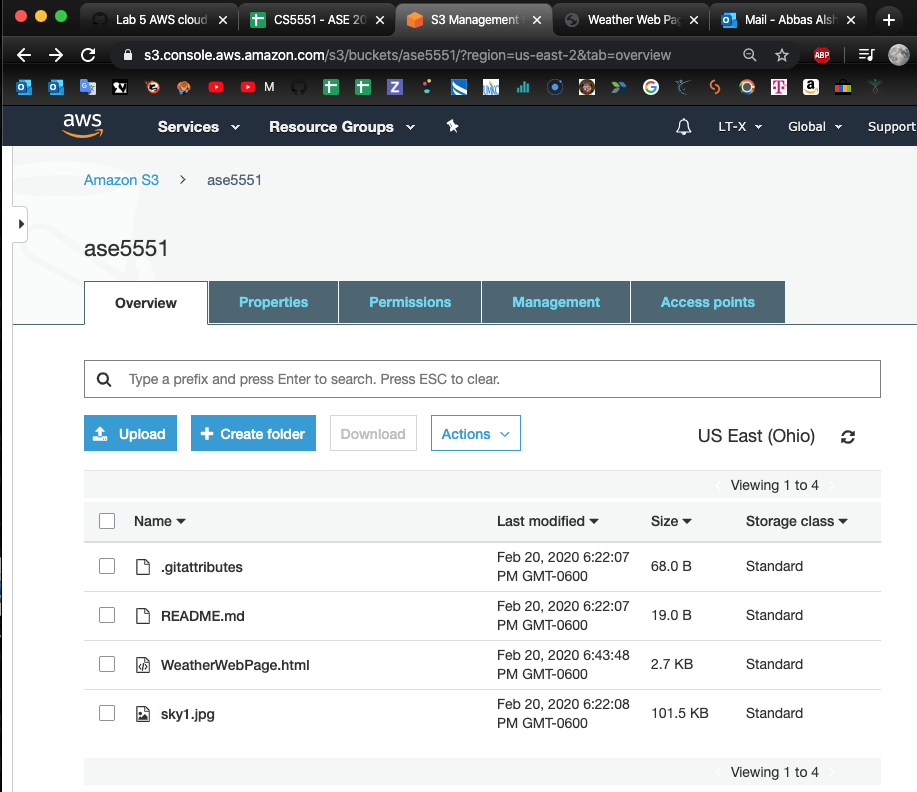 Lab 5 AWS cloud
CS5551 - ASE 20
S3 Management
Weather Web Pag
Mail - Abbas Alsh
s3.console.aws.amazon.com/s3/buckets/ase5551/?region=us-east-2&tab=overview
ABP
M
Z
IMC
T
a
aws
Services
Resource Groups
LT-X
Global
Support
Amazon S3 > ase5551
ase5551
Overview
Properties
Permissions
Management
Access points
Type a prefix and press Enter to search. Press ESC to clear.
Upload
+ Create folder
Download
Actions
US East (Ohio)
Viewing 1 to 4
Name
Last modified
Size
Storage class
.gitattributes
Feb 20, 2020 6:22:07
PM GMT-0600
68.0 B
Standard
README.md
Feb 20, 2020 6:22:07
PM GMT-0600
19.0 B
Standard
WeatherWebPage.html
Feb 20, 2020 6:43:48
PM GMT-0600
2.7 KB
Standard
sky1.jpg
Feb 20, 2020 6:22:08
PM GMT-0600
101.5 KB
Standard
Viewing 1 to 4